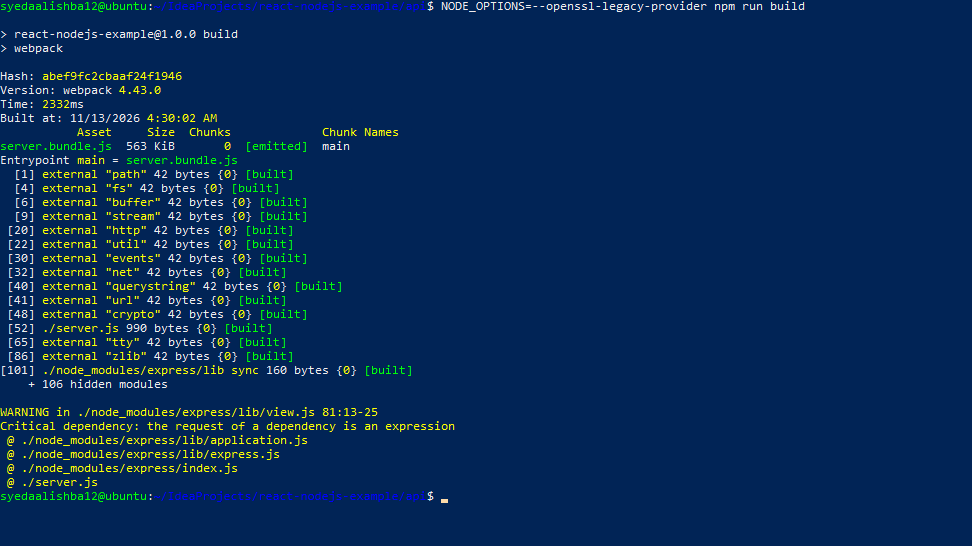 syedaalishba12@ubuntu:~/DevProjects/react-nodejs-example/api$ NODE_OPTIONS=--openssl-legacy-provider npm run build
> react-nodejs-example@1.0.0 build
> webpack
Hash: abef9fc2cbaaf24f1946
Version: webpack 4.43.0
Time: 2332ms
Built at: 11/13/2026 4:30:02 AM
Asset Size Chunks Chunk Names
server.bundle.js 563 KiB 0 [emitted] main
Entrypoint main = server.bundle.js
[1] external "path" 42 bytes {0} [built]
[4] external "fs" 42 bytes {0} [built]
[6] external "buffer" 42 bytes {0} [built]
[9] external "stream" 42 bytes {0} [built]
[20] external "http" 42 bytes {0} [built]
[22] external "util" 42 bytes {0} [built]
[30] external "events" 42 bytes {0} [built]
[32] external "net" 42 bytes {0} [built]
[40] external "querystring" 42 bytes {0} [built]
[41] external "url" 42 bytes {0} [built]
[48] external "crypto" 42 bytes {0} [built]
[52] ./server.js 990 bytes {0} [built]
[65] external "tty" 42 bytes {0} [built]
[86] external "zlib" 42 bytes {0} [built]
[101] ./node_modules/express/lib sync 160 bytes {0} [built]
+ 106 hidden modules
WARNING in ./node_modules/express/lib/view.js 81:13-25
Critical dependency: the request of a dependency is an expression
@ ./node_modules/express/lib/application.js
@ ./node_modules/express/lib/express.js
@ ./node_modules/express/index.js
@ ./server.js
syedaalishba12@ubuntu:~/DevProjects/react-nodejs-example/api$